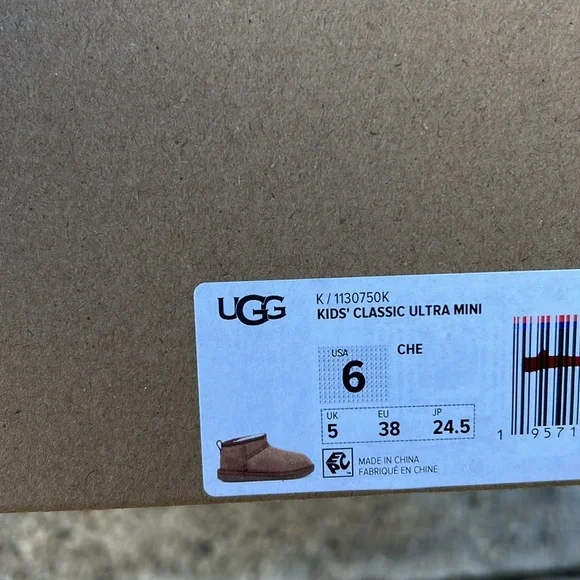 UGG
K / 1130750K
KIDS' CLASSIC ULTRA MINI
USA
6
CHE
UK EU JP
5 38 24.5
1 9571
EPC
MADE IN CHINA
FABRIQUÉ EN CHINE